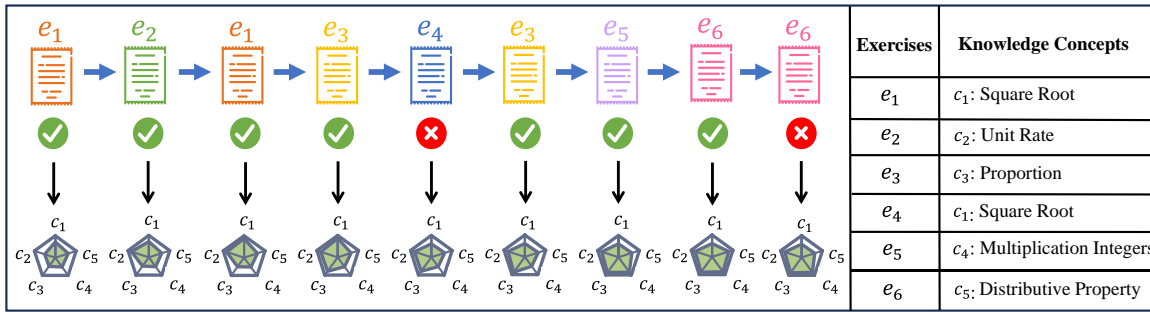 e₁ e₂ e₁ e₃ e₄ e₃ e₅ e₆ e₆
c₁ c₁ c₁ c₁ c₁ c₁ c₁ c₁ c₁
c₂ c₅ c₂ c₅ c₂ c₅ c₂ c₅ c₂ c₅ c₂ c₅ c₂ c₅ c₂ c₅ c₂ c₅
c₃ c₄ c₃ c₄ c₃ c₄ c₃ c₄ c₃ c₄ c₃ c₄ c₃ c₄ c₃ c₄ c₃ c₄
Exercises Knowledge Concepts
e₁ c₁: Square Root
e₂ c₂: Unit Rate
e₃ c₃: Proportion
e₄ c₁: Square Root
e₅ c₄: Multiplication Integers
e₆ c₅: Distributive Property